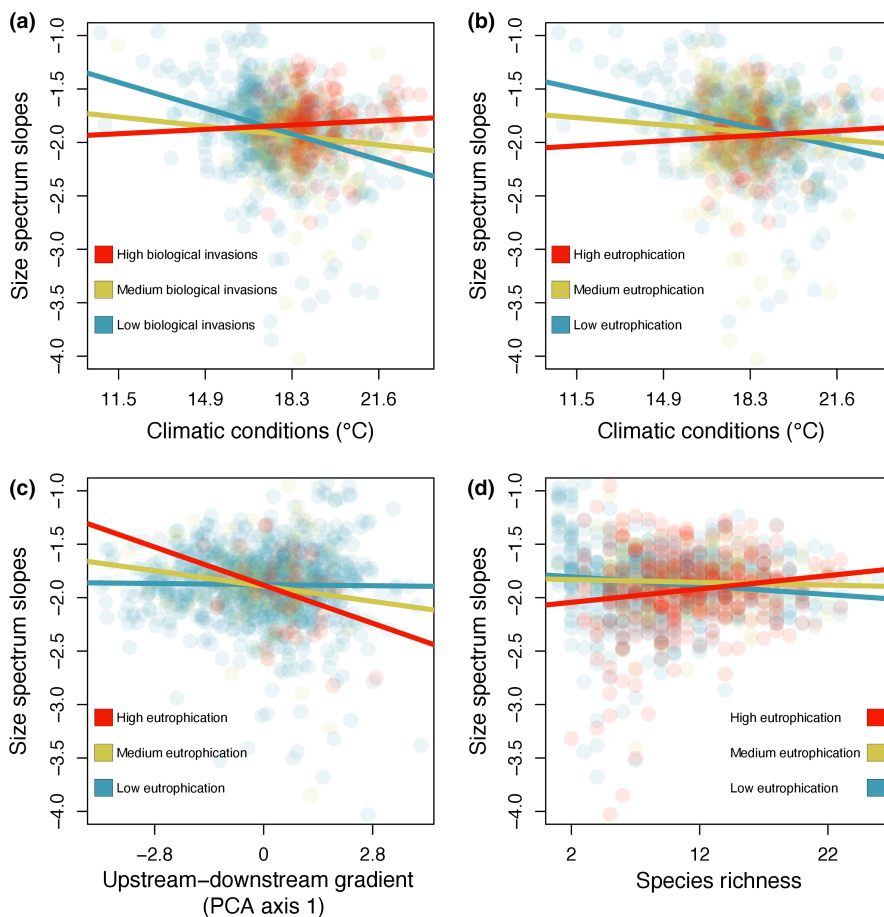 (a)
Size spectrum slopes
−1.0
−1.5
−2.0
−2.5
−3.0
−3.5
−4.0
High biological invasions
Medium biological invasions
Low biological invasions
11.5 14.9 18.3 21.6
Climatic conditions (°C)
(b)
Size spectrum slopes
−1.0
−1.5
−2.0
−2.5
−3.0
−3.5
−4.0
High eutrophication
Medium eutrophication
Low eutrophication
11.5 14.9 18.3 21.6
Climatic conditions (°C)
(c)
Size spectrum slopes
−1.0
−1.5
−2.0
−2.5
−3.0
−3.5
−4.0
High eutrophication
Medium eutrophication
Low eutrophication
−2.8 0 2.8
Upstream−downstream gradient
(PCA axis 1)
(d)
Size spectrum slopes
−1.0
−1.5
−2.0
−2.5
−3.0
−3.5
−4.0
High eutrophication
Medium eutrophication
Low eutrophication
2 12 22
Species richness